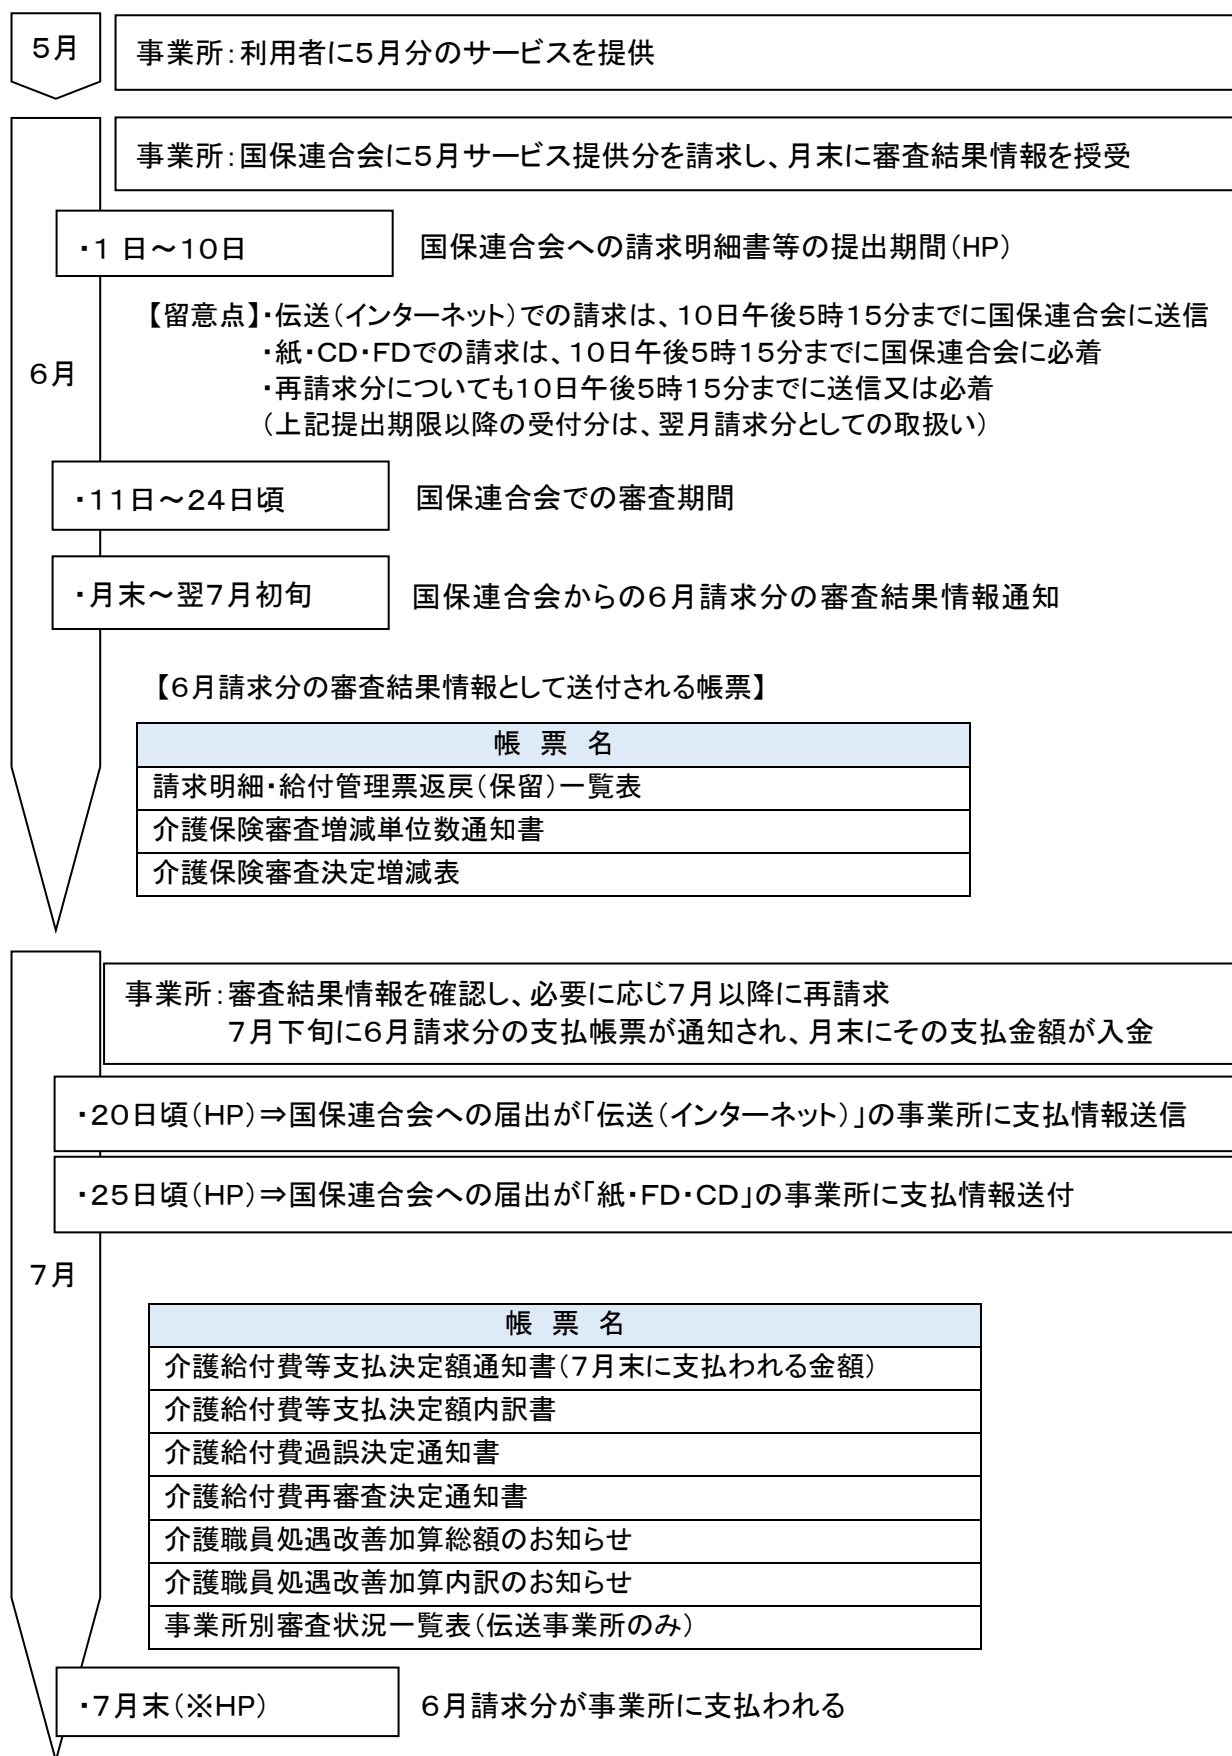 5月
事業所：利用者に5月分のサービスを提供
事業所：国保連合会に5月サービス提供分を請求し、月末に審査結果情報を授受
・1 日～10日
国保連合会への請求明細書等の提出期間(HP)
【留意点】・伝送(インターネット)での請求は、10日午後5時15分までに国保連合会に送信
・紙・CD・FDでの請求は、10日午後5時15分までに国保連合会に必着
・再請求分についても10日午後5時15分までに送信又は必着
(上記提出期限以降の受付分は、翌月請求分としての取扱い)
6月
・11日～24日頃
国保連合会での審査期間
・月末～翌7月初旬
国保連合会からの6月請求分の審査結果情報通知
【6月請求分の審査結果情報として送付される帳票】
帳 票 名
請求明細・給付管理票返戻(保留)一覧表
介護保険審査増減単位数通知書
介護保険審査決定増減表
事業所：審査結果情報を確認し、必要に応じ7月以降に再請求
7月下旬に6月請求分の支払帳票が通知され、月末にその支払金額が入金
・20日頃(HP)⇒国保連合会への届出が「伝送(インターネット)」の事業所に支払情報送信
・25日頃(HP)⇒国保連合会への届出が「紙・FD・CD」の事業所に支払情報送付
7月
帳 票 名
介護給付費等支払決定額通知書(7月末に支払われる金額)
介護給付費等支払決定額内訳書
介護給付費過誤決定通知書
介護給付費再審査決定通知書
介護職員処遇改善加算総額のお知らせ
介護職員処遇改善加算内訳のお知らせ
事業所別審査状況一覧表(伝送事業所のみ)
・7月末(※HP)
6月請求分が事業所に支払われる